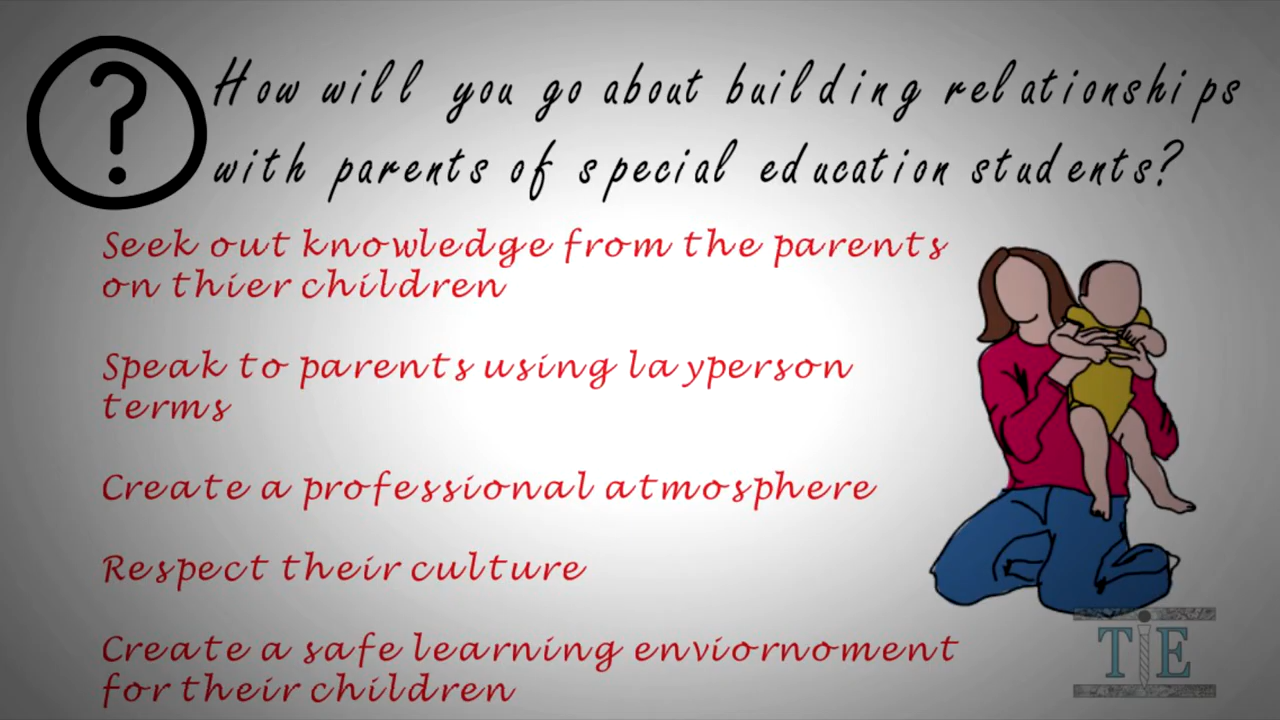 ?
How will you go about building relationships
with parents of special education students?
Seek out knowledge from the parents
on thier children
Speak to parents using layperson
terms
Create a professional atmosphere
Respect their culture
Create a safe learning enviornoment
for their children
TiE